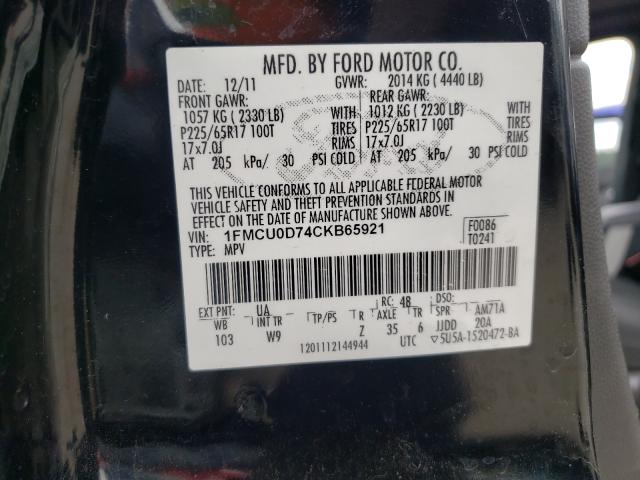 MFD. BY FORD MOTOR CO.
DATE: 12/11 GVWR: 2014 KG ( 4440 LB)
FRONT GAWR: REAR GAWR:
1057 KG ( 2330 LB) 1012 KG ( 2230 LB)
P225/65R17 100T TIRES P225/65R17 100T TIRES
17x7.0J RIMS 17x7.0J RIMS
AT 205 kPa/ 30 PSI COLD AT 205 kPa/ 30 PSI COLD
THIS VEHICLE CONFORMS TO ALL APPLICABLE FEDERAL MOTOR
VEHICLE SAFETY AND THEFT PREVENTION STANDARDS IN
EFFECT ON THE DATE OF MANUFACTURE SHOWN ABOVE.
VIN: 1FMCU0D74CKB65921 F0086
TYPE: MPV T0241
EXT PNT: UA RC: 48 DSO:
WB INT TR TP/PS R AXLE TR SPR AM71A
103 W9 Z 35 6 JJDD 20A
1201112144944 UTC ▽5U5A-1520472-BA